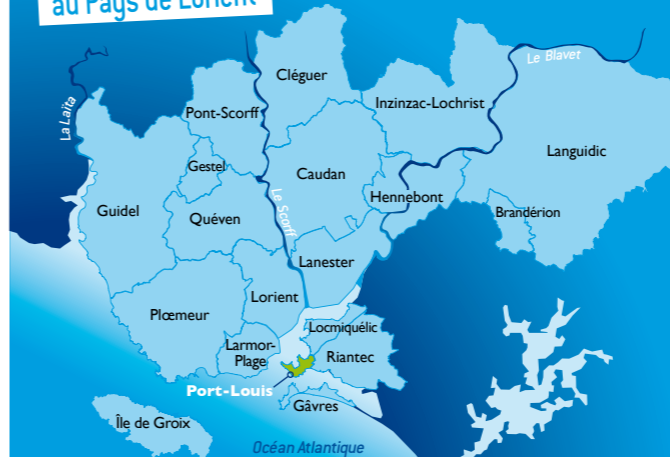 au Pays de Lorient
Cléguer
Le Blavet
La Laïta
Pont-Scorff
Inzinzac-Lochrist
Languidic
Gestel
Caudan
Hennebont
Guidel
Quéven
Le Scorff
Brandérion
Lanester
Lorient
Plœmeur
Locmiquélic
Larmor-
Plage
Riantec
Port-Louis
Gâvres
Île de Groix
Océan Atlantique